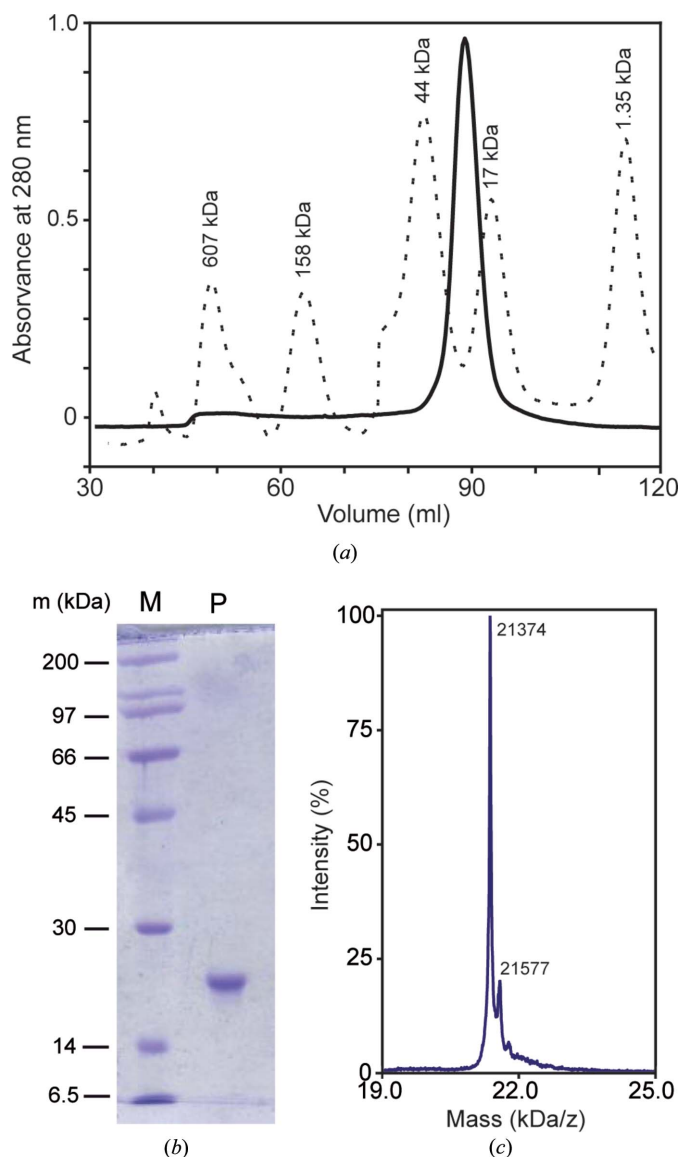 1.0
0.5
0
Absorvance at 280 nm
607 kDa
158 kDa
44 kDa
17 kDa
1.35 kDa
30
60
90
120
Volume (ml)
(a)
m (kDa)
M
P
200
97
66
45
30
14
6.5
(b)
100
75
50
25
0
Intensity (%)
21374
21577
19.0
22.0
25.0
Mass (kDa/z)
(c)